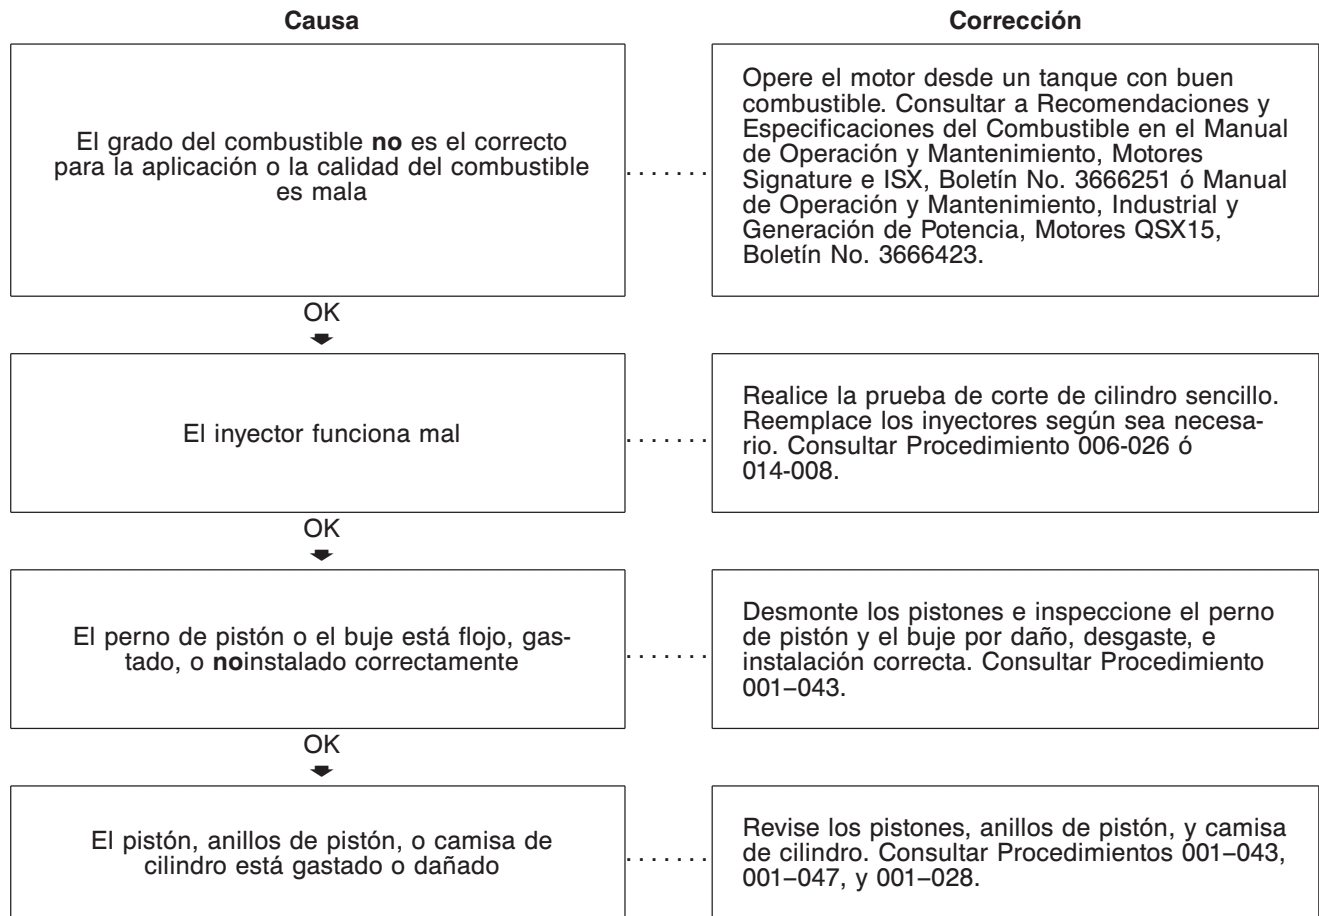 Causa
Corrección
El grado del combustible no es el correcto
para la aplicación o la calidad del combustible
es mala
Opere el motor desde un tanque con buen
combustible. Consultar a Recomendaciones y
Especificaciones del Combustible en el Manual
de Operación y Mantenimiento, Motores
Signature e ISX, Boletín No. 3666251 ó Manual
de Operación y Mantenimiento, Industrial y
Generación de Potencia, Motores QSX15,
Boletín No. 3666423.
OK
El inyector funciona mal
Realice la prueba de corte de cilindro sencillo.
Reemplace los inyectores según sea necesa-
rio. Consultar Procedimiento 006-026 ó
014-008.
OK
El perno de pistón o el buje está flojo, gas-
tado, o noinstalado correctamente
Desmonte los pistones e inspeccione el perno
de pistón y el buje por daño, desgaste, e
instalación correcta. Consultar Procedimiento
001–043.
OK
El pistón, anillos de pistón, o camisa de
cilindro está gastado o dañado
Revise los pistones, anillos de pistón, y camisa
de cilindro. Consultar Procedimientos 001–043,
001–047, y 001–028.